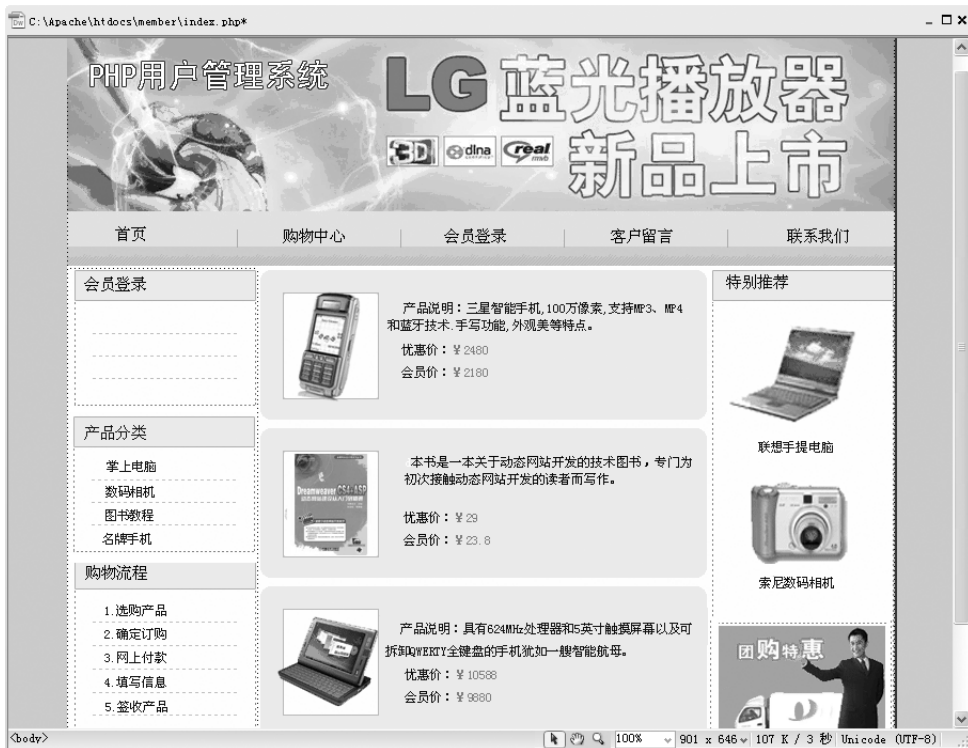 C:\Apache\htdocs\member\index.php*
PHP用户管理系统
LG 蓝光播放器
新品上市
3D dlna real rmvb
首页 购物中心 会员登录 客户留言 联系我们
会员登录
产品分类
掌上电脑
数码相机
图书教程
名牌手机
购物流程
1.选购产品
2.确定订购
3.网上付款
4.填写信息
5.签收产品
产品说明：三星智能手机,100万像素,支持MP3、MP4
和蓝牙技术.手写功能,外观美等特点。
优惠价：￥2480
会员价：￥2180
Dreamweaver CS4+ASP
本书是一本关于动态网站开发的技术图书，专门为
初次接触动态网站开发的读者而写作。
优惠价：￥29
会员价：￥23.8
产品说明：具有624MHz处理器和5英寸触摸屏幕以及可
拆卸QWERTY全键盘的手机犹如一艘智能航母。
优惠价：￥10588
会员价：￥9880
特别推荐
联想手提电脑
索尼数码相机
团购特惠
<body>
100% 901 x 646 107 K / 3 秒 Unicode (UTF-8)